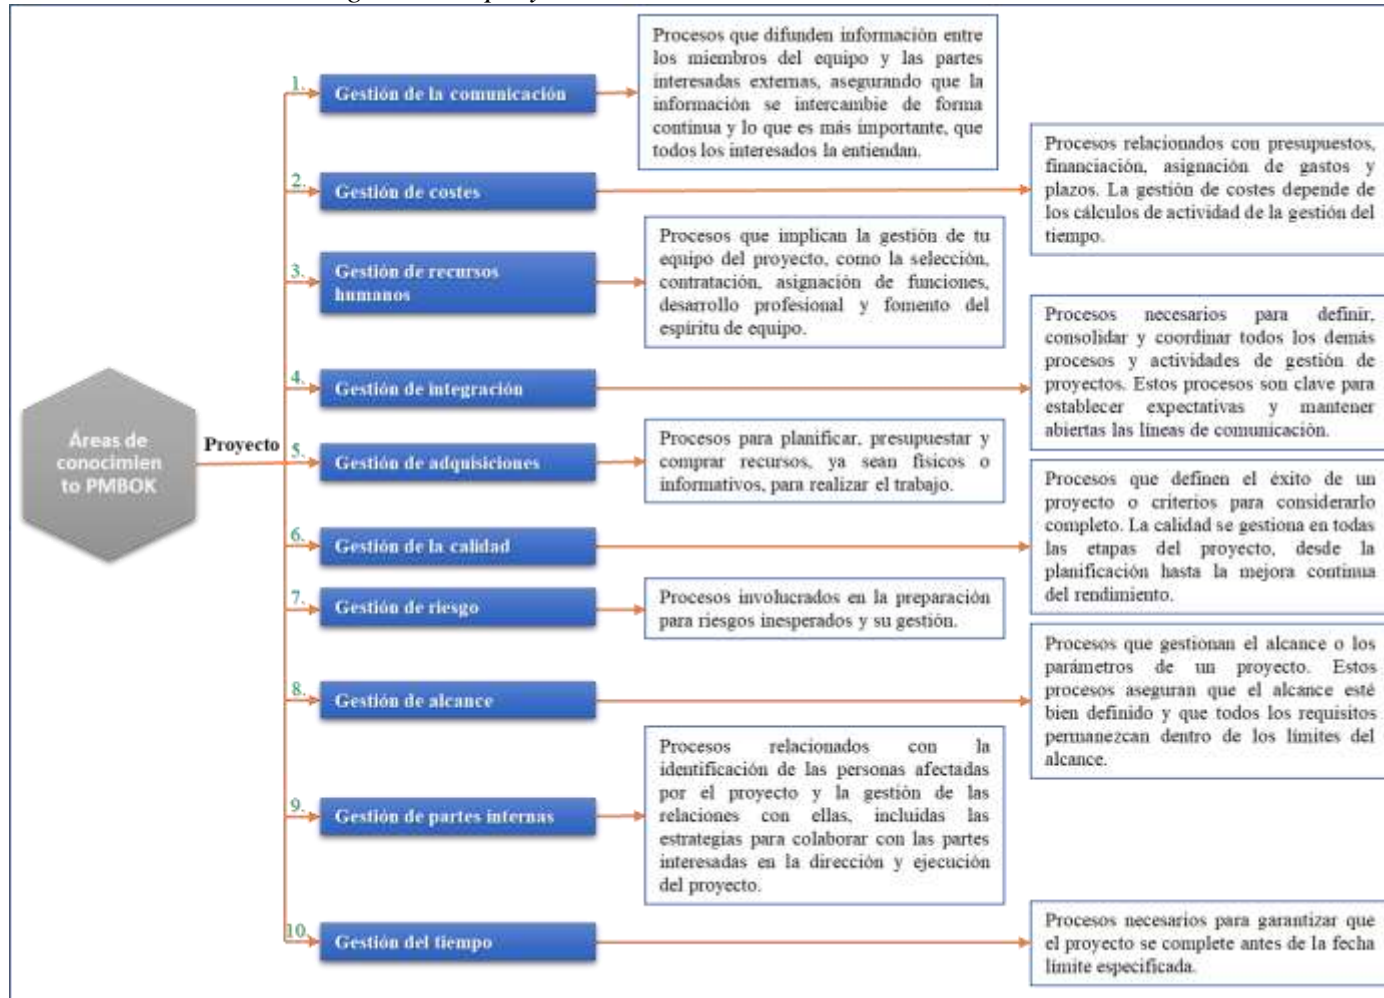 Áreas de
conocimien
to PMBOK
Proyecto
1.
Gestión de la comunicación
Procesos que difunden información entre
los miembros del equipo y las partes
interesadas externas, asegurando que la
información se intercambie de forma
continua y lo que es más importante, que
todos los interesados la entiendan.
2.
Gestión de costes
Procesos relacionados con presupuestos,
financiación, asignación de gastos y
plazos. La gestión de costes depende de
los cálculos de actividad de la gestión del
tiempo.
3.
Gestión de recursos
humanos
Procesos que implican la gestión de tu
equipo del proyecto, como la selección,
contratación, asignación de funciones,
desarrollo profesional y fomento del
espíritu de equipo.
4.
Gestión de integración
Procesos necesarios para definir,
consolidar y coordinar todos los demás
procesos y actividades de gestión de
proyectos. Estos procesos son clave para
establecer expectativas y mantener
abiertas las líneas de comunicación.
5.
Gestión de adquisiciones
Procesos para planificar, presupuestar y
comprar recursos, ya sean físicos o
informativos, para realizar el trabajo.
6.
Gestión de la calidad
Procesos que definen el éxito de un
proyecto o criterios para considerarlo
completo. La calidad se gestiona en todas
las etapas del proyecto, desde la
planificación hasta la mejora continua
del rendimiento.
7.
Gestión de riesgo
Procesos involucrados en la preparación
para riesgos inesperados y su gestión.
8.
Gestión de alcance
Procesos que gestionan el alcance o los
parámetros de un proyecto. Estos
procesos aseguran que el alcance esté
bien definido y que todos los requisitos
permanezcan dentro de los límites del
alcance.
9.
Gestión de partes internas
Procesos relacionados con la
identificación de las personas afectadas
por el proyecto y la gestión de las
relaciones con ellas, incluidas las
estrategias para colaborar con las partes
interesadas en la dirección y ejecución
del proyecto.
10.
Gestión del tiempo
Procesos necesarios para garantizar que
el proyecto se complete antes de la fecha
límite especificada.